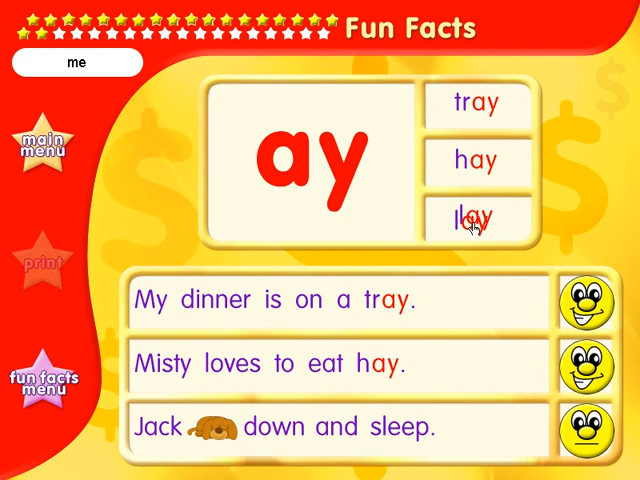 Fun Facts
me
main
menu
print
fun facts
menu
ay
tray
hay
lay
My dinner is on a tray.
Misty loves to eat hay.
Jack down and sleep.